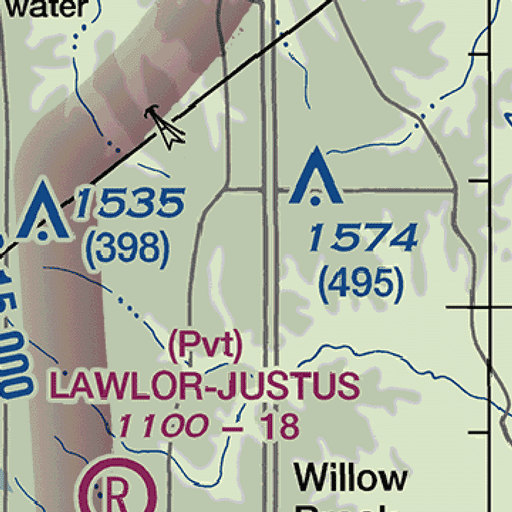 water
1535
(398)
1574
(495)
(Pvt)
LAWLOR-JUSTUS
1100 – 18
R
Willow